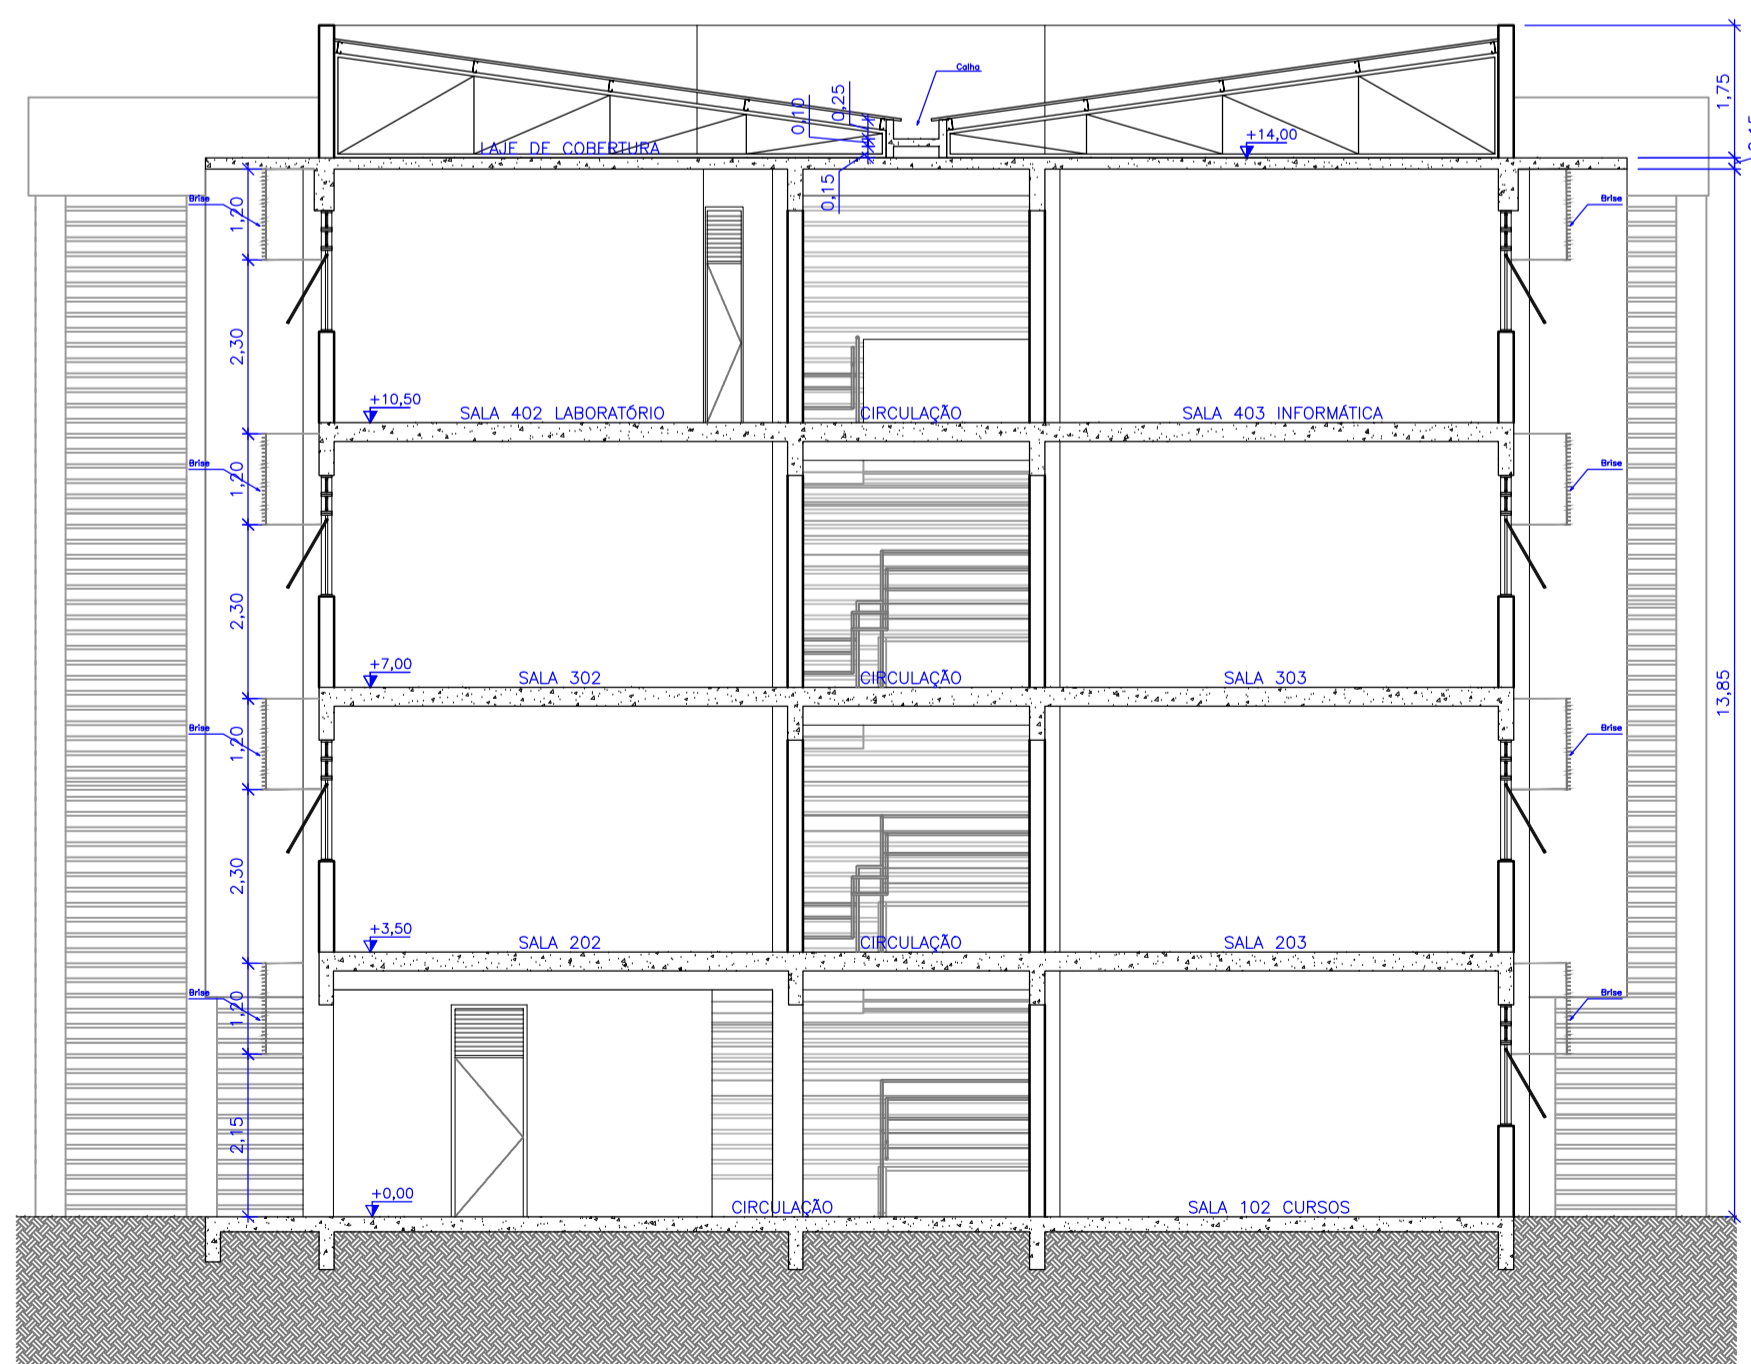 Calha
1,75
0,10
0,25
+14,00
LAJE DE COBERTURA
0,15
Brise
1,20
Brise
2,30
+10,50
SALA 402 LABORATÓRIO
CIRCULAÇÃO
SALA 403 INFORMÁTICA
Brise
1,20
Brise
2,30
+7,00
SALA 302
CIRCULAÇÃO
SALA 303
13,85
Brise
1,20
Brise
2,30
+3,50
SALA 202
CIRCULAÇÃO
SALA 203
Brise
1,20
Brise
2,15
+0,00
CIRCULAÇÃO
SALA 102 CURSOS